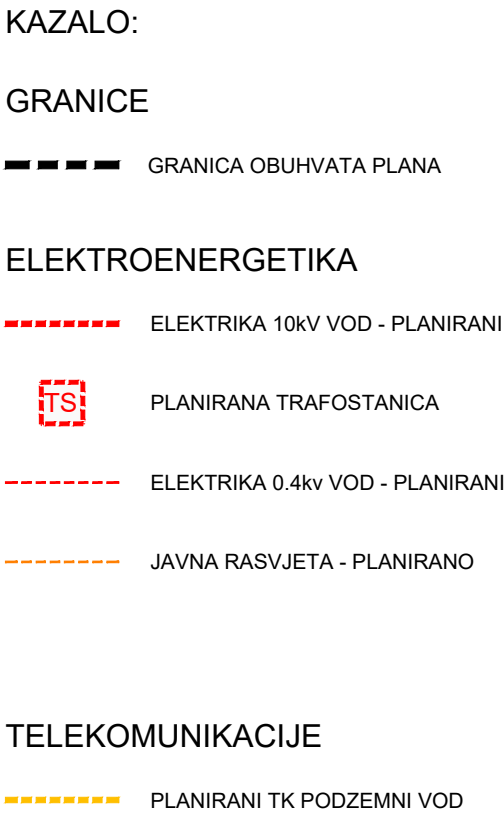 KAZALO:
GRANICE
GRANICA OBUHVATA PLANA
ELEKTROENERGETIKA
ELEKTRIKA 10kV VOD - PLANIRANI
TS
PLANIRANA TRAFOSTANICA
ELEKTRIKA 0.4kv VOD - PLANIRANI
JAVNA RASVJETA - PLANIRANO
TELEKOMUNIKACIJE
PLANIRANI TK PODZEMNI VOD